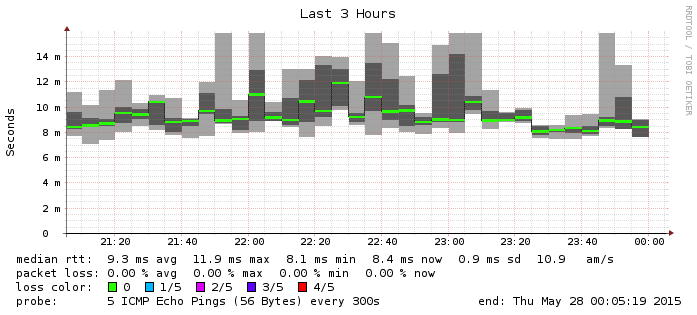 Last 3 Hours
RRDTOOL / TOBI OETIKER
Seconds
14 m
12 m
10 m
8 m
6 m
4 m
2 m
0
21:20 21:40 22:00 22:20 22:40 23:00 23:20 23:40 00:00
median rtt: 9.3 ms avg 11.9 ms max 8.1 ms min 8.4 ms now 0.9 ms sd 10.9 am/s
packet loss: 0.00 % avg 0.00 % max 0.00 % min 0.00 % now
loss color: 0 1/5 2/5 3/5 4/5
probe: 5 ICMP Echo Pings (56 Bytes) every 300s end: Thu May 28 00:05:19 2015